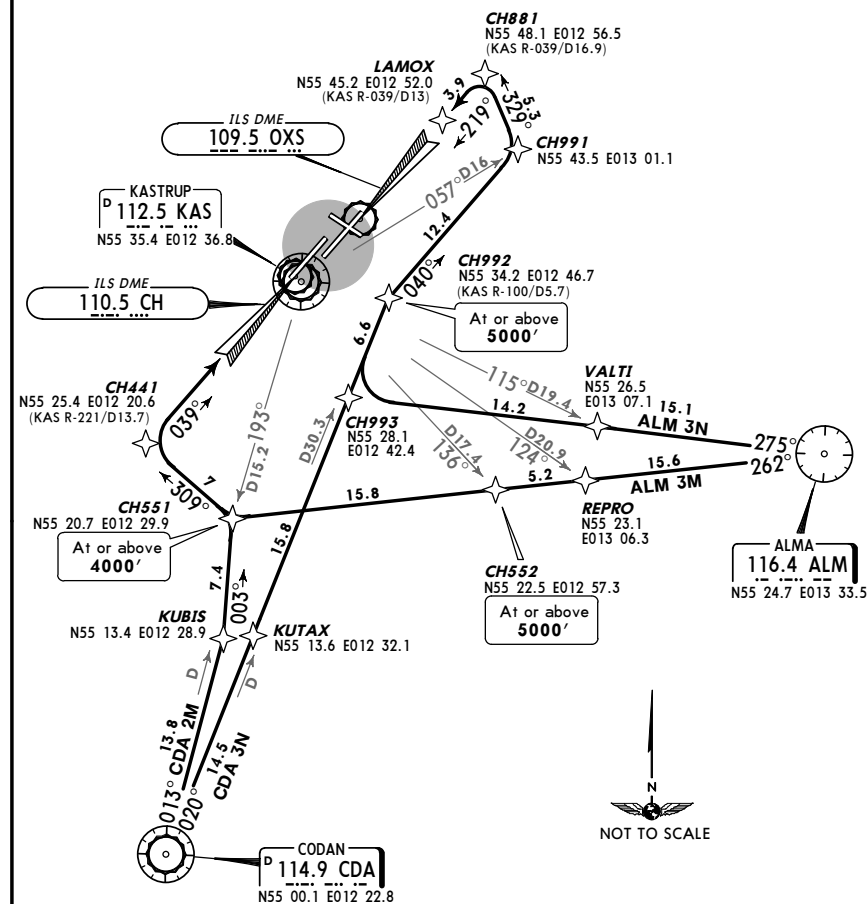 CH881
N55 48.1 E012 56.5
(KAS R-039/D16.9)
LAMOX
N55 45.2 E012 52.0
(KAS R-039/D13)
3.9
219°
5.3
329°
CH991
N55 43.5 E013 01.1
ILS DME
109.5 OXS
057°D16
12.4
040°
KASTRUP
D 112.5 KAS
N55 35.4 E012 36.8
CH992
N55 34.2 E012 46.7
(KAS R-100/D5.7)
At or above
5000′
ILS DME
110.5 CH
6.6
VALTI
N55 26.5
E013 07.1
115°D19.4
14.2
15.1
ALM 3N
275°
CH441
N55 25.4 E012 20.6
(KAS R-221/D13.7)
039°
193°
D15.2
D30.3
CH993
N55 28.1
E012 42.4
D17.4
136°
D20.9
124°
5.2
15.6
ALM 3M
262°
REPRO
N55 23.1
E013 06.3
7
309°
15.8
15.8
CH551
N55 20.7 E012 29.9
At or above
4000′
CH552
N55 22.5 E012 57.3
At or above
5000′
ALMA
116.4 ALM
N55 24.7 E013 33.5
7.4
003°
KUBIS
N55 13.4 E012 28.9
KUTAX
N55 13.6 E012 32.1
D
D
13.8
CDA 2M
14.5
CDA 3N
013°
020°
CODAN
D 114.9 CDA
N55 00.1 E012 22.8
N
NOT TO SCALE